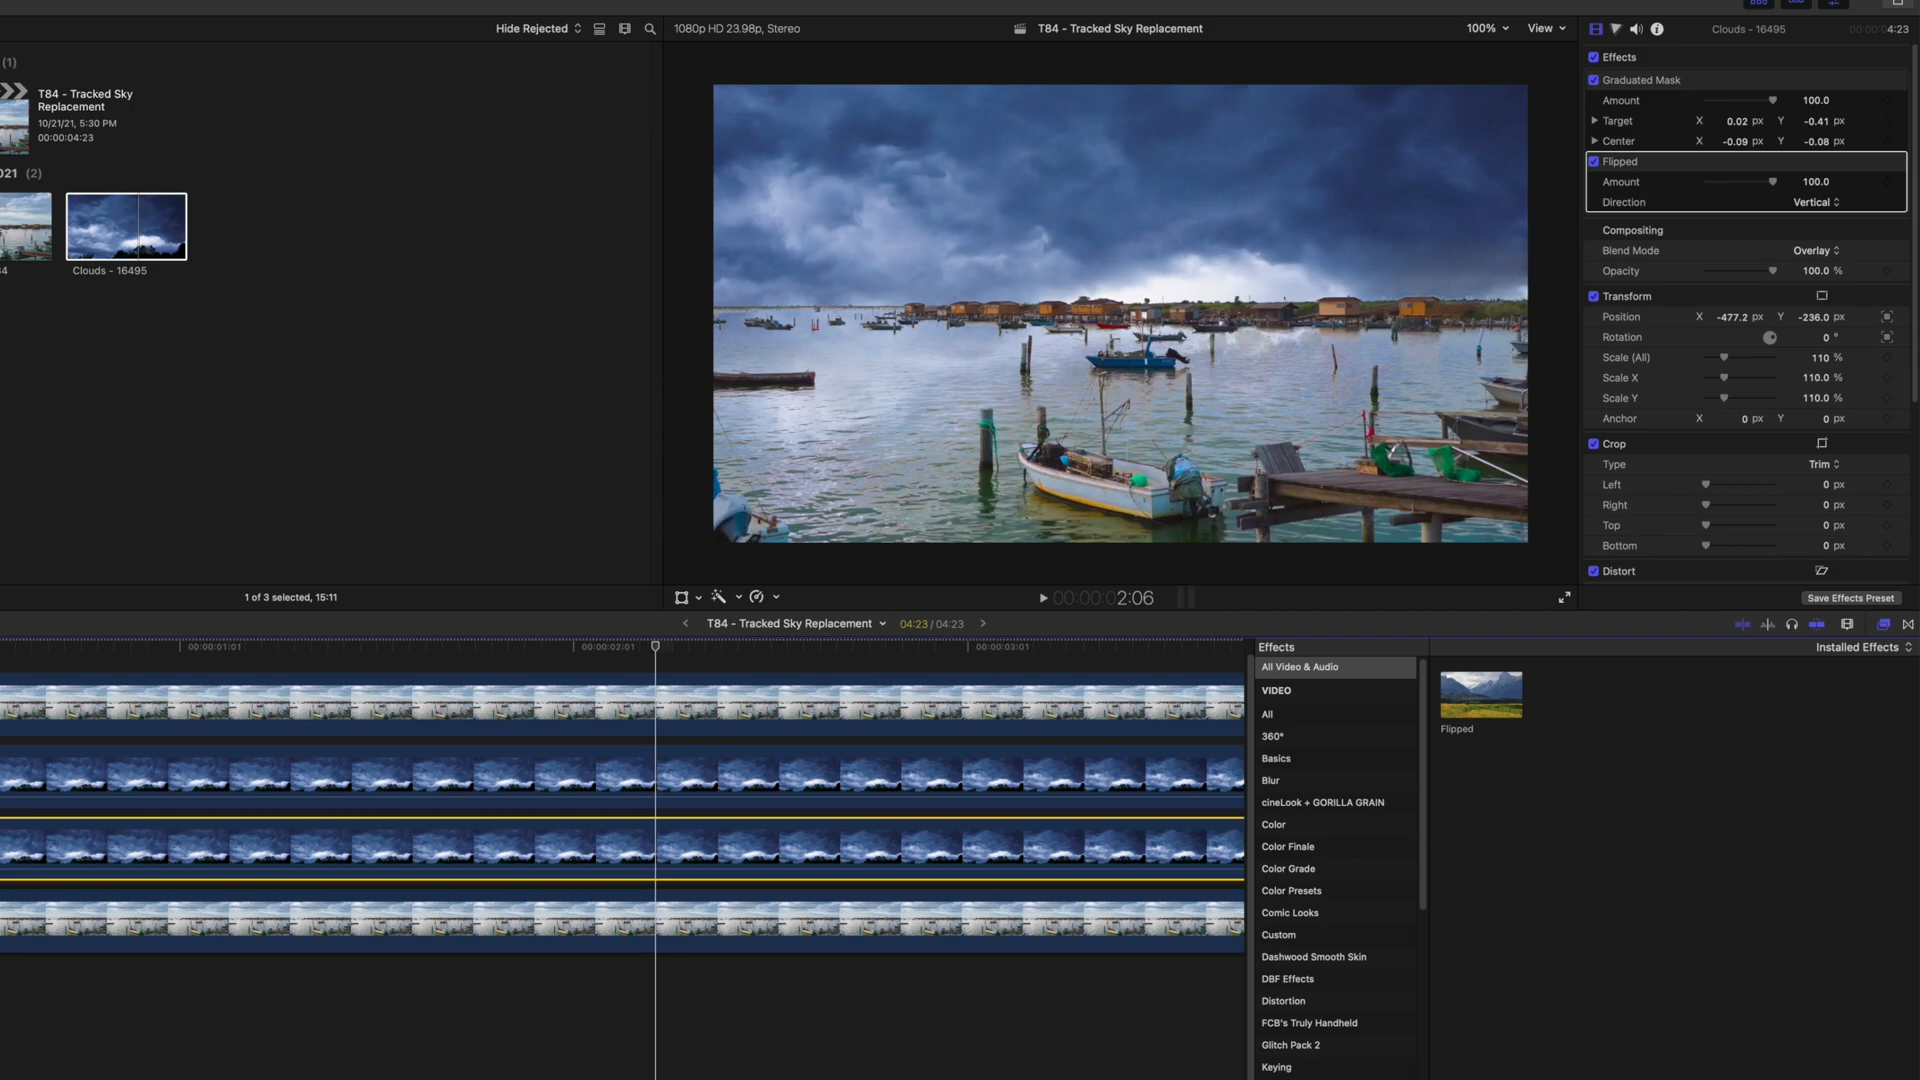 Hide Rejected
1080p HD 23.98p, Stereo
T84 - Tracked Sky Replacement
100%
View
Clouds - 16495
00:00:04:23
(1)
T84 - Tracked Sky
Replacement
10/21/21, 5:30 PM
00:00:04:23
021 (2)
34
Clouds - 16495
1 of 3 selected, 15:11
00:00:02:06
Effects
Graduated Mask
Amount 100.0
Target X 0.02 px Y -0.41 px
Center X -0.09 px Y -0.08 px
Flipped
Amount 100.0
Direction Vertical
Compositing
Blend Mode Overlay
Opacity 100.0 %
Transform
Position X -477.2 px Y -236.0 px
Rotation 0 °
Scale (All) 110 %
Scale X 110.0 %
Scale Y 110.0 %
Anchor X 0 px Y 0 px
Crop
Type Trim
Left 0 px
Right 0 px
Top 0 px
Bottom 0 px
Distort
Save Effects Preset
T84 - Tracked Sky Replacement 04:23 / 04:23
00:00:01:01
00:00:02:01
00:00:03:01
Effects
Installed Effects
All Video & Audio
VIDEO
All
360°
Basics
Blur
cineLook + GORILLA GRAIN
Color
Color Finale
Color Grade
Color Presets
Comic Looks
Custom
Dashwood Smooth Skin
DBF Effects
Distortion
FCB's Truly Handheld
Glitch Pack 2
Keying
Flipped